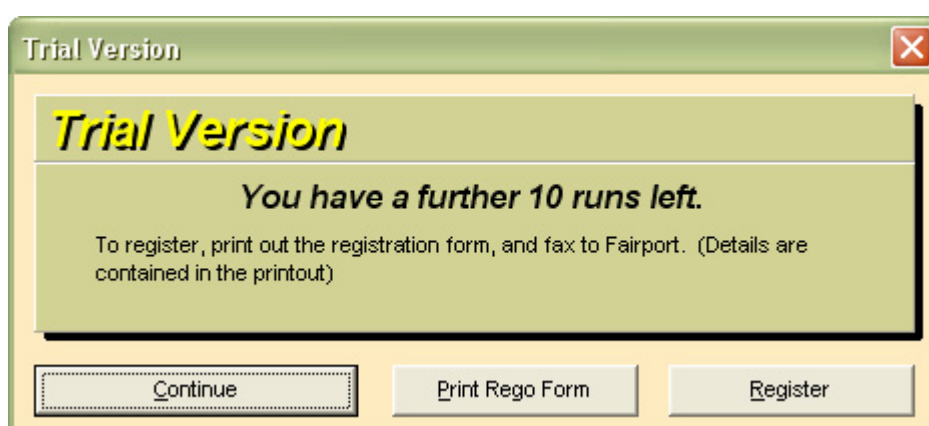 Trial Version
Trial Version
You have a further 10 runs left.
To register, print out the registration form, and fax to Fairport. (Details are
contained in the printout)
Continue
Print Rego Form
Register